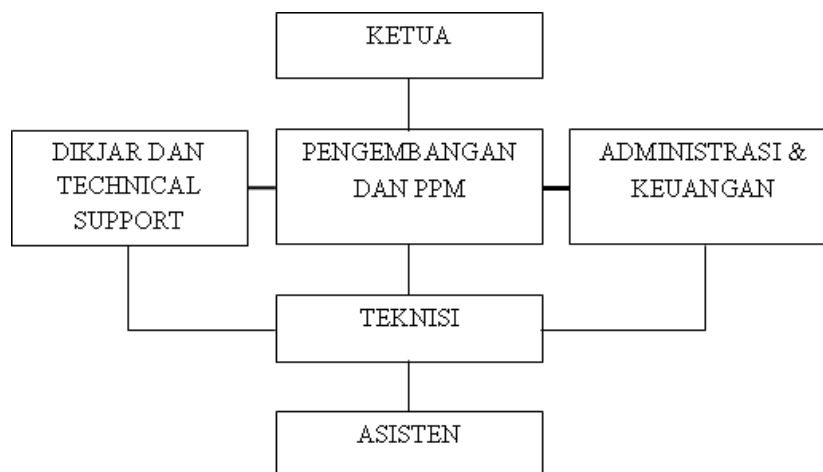 KETUA
DIKJAR DAN
TECHNICAL
SUPPORT
PENGEMBANGAN
DAN PPM
ADMINISTRASI &
KEUANGAN
TEKNISI
ASISTEN